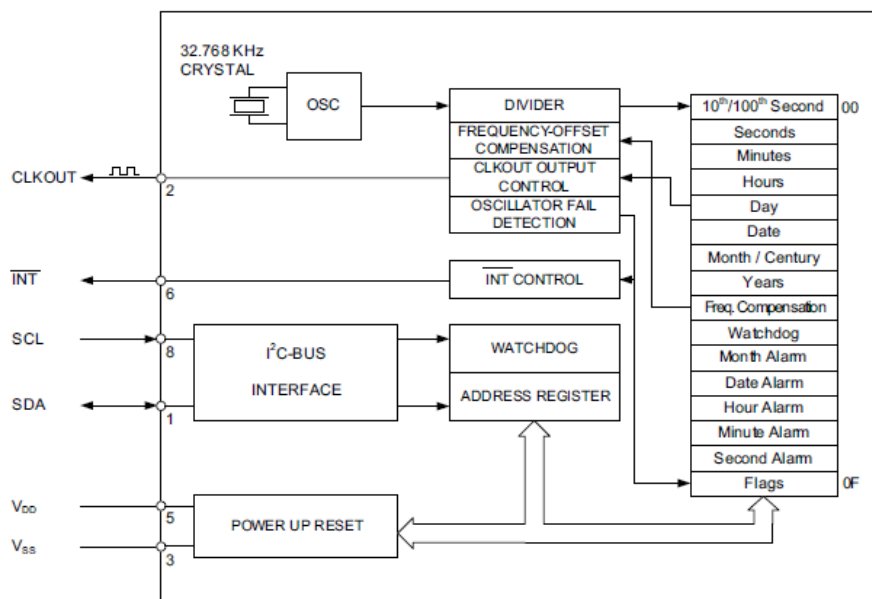 32.768 KHz
CRYSTAL
OSC
DIVIDER
FREQUENCY-OFFSET
COMPENSATION
CLKOUT OUTPUT
CONTROL
OSCILLATOR FAIL
DETECTION
10th/100th Second
00
Seconds
Minutes
Hours
Day
Date
Month / Century
Years
Freq. Compensation
Watchdog
Month Alarm
Date Alarm
Hour Alarm
Minute Alarm
Second Alarm
Flags
0F
CLKOUT
2
INT
6
INT CONTROL
SCL
8
I2C-BUS
INTERFACE
WATCHDOG
ADDRESS REGISTER
SDA
1
VDD
5
POWER UP RESET
VSS
3